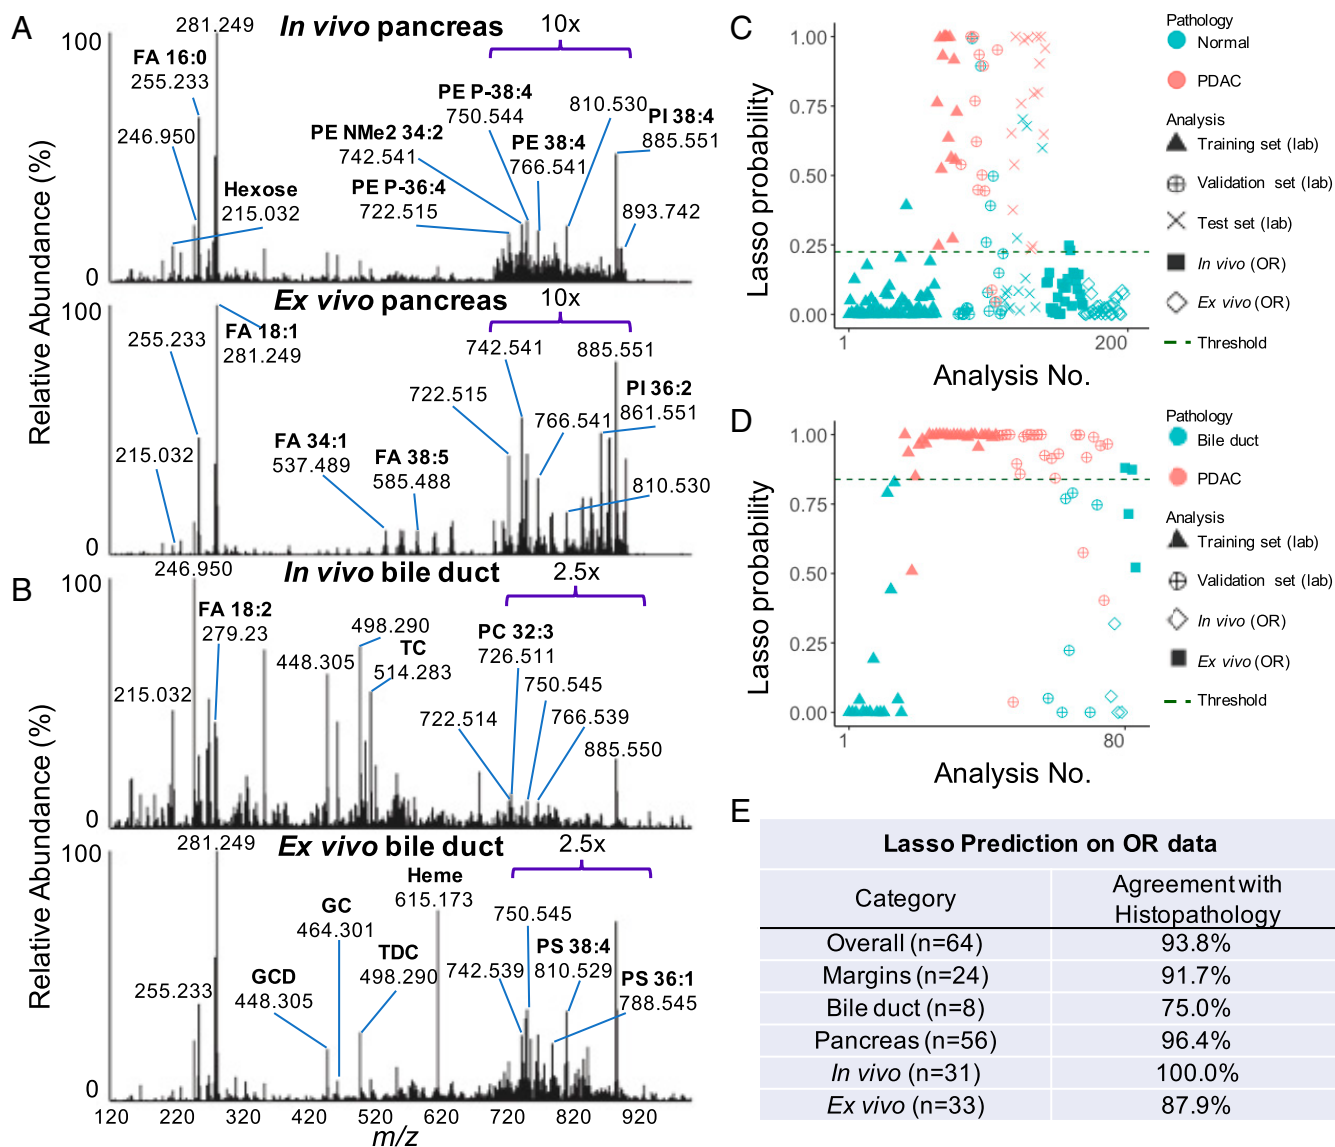 A
In vivo pancreas
10x
100
281.249
FA 16:0
255.233
246.950
Hexose
215.032
PE P-38:4
750.544
PE NMe2 34:2
742.541
PE P-36:4
722.515
PE 38:4
766.541
810.530
PI 38:4
885.551
893.742
0
Relative Abundance (%)
Ex vivo pancreas
10x
100
255.233
FA 18:1
281.249
215.032
FA 34:1
537.489
FA 38:5
585.488
742.541
722.515
766.541
885.551
PI 36:2
861.551
810.530
0
B
In vivo bile duct
2.5x
100
246.950
FA 18:2
279.23
215.032
448.305
498.290
TC
514.283
PC 32:3
726.511
722.514
750.545
766.539
885.550
0
Relative Abundance (%)
Ex vivo bile duct
2.5x
100
281.249
255.233
GCD
448.305
GC
464.301
TDC
498.290
Heme
615.173
742.539
750.545
PS 38:4
810.529
PS 36:1
788.545
0
120 220 320 420 520 620 720 820 920
m/z
C
Lasso probability
1.00
0.75
0.50
0.25
0.00
1 200
Analysis No.
Pathology
Normal
PDAC
Analysis
Training set (lab)
Validation set (lab)
Test set (lab)
In vivo (OR)
Ex vivo (OR)
Threshold
D
Lasso probability
1.00
0.75
0.50
0.25
0.00
1 80
Analysis No.
Pathology
Bile duct
PDAC
Analysis
Training set (lab)
Validation set (lab)
In vivo (OR)
Ex vivo (OR)
Threshold
E
Lasso Prediction on OR data
Category
Agreement with
Histopathology
Overall (n=64) 93.8%
Margins (n=24) 91.7%
Bile duct (n=8) 75.0%
Pancreas (n=56) 96.4%
In vivo (n=31) 100.0%
Ex vivo (n=33) 87.9%